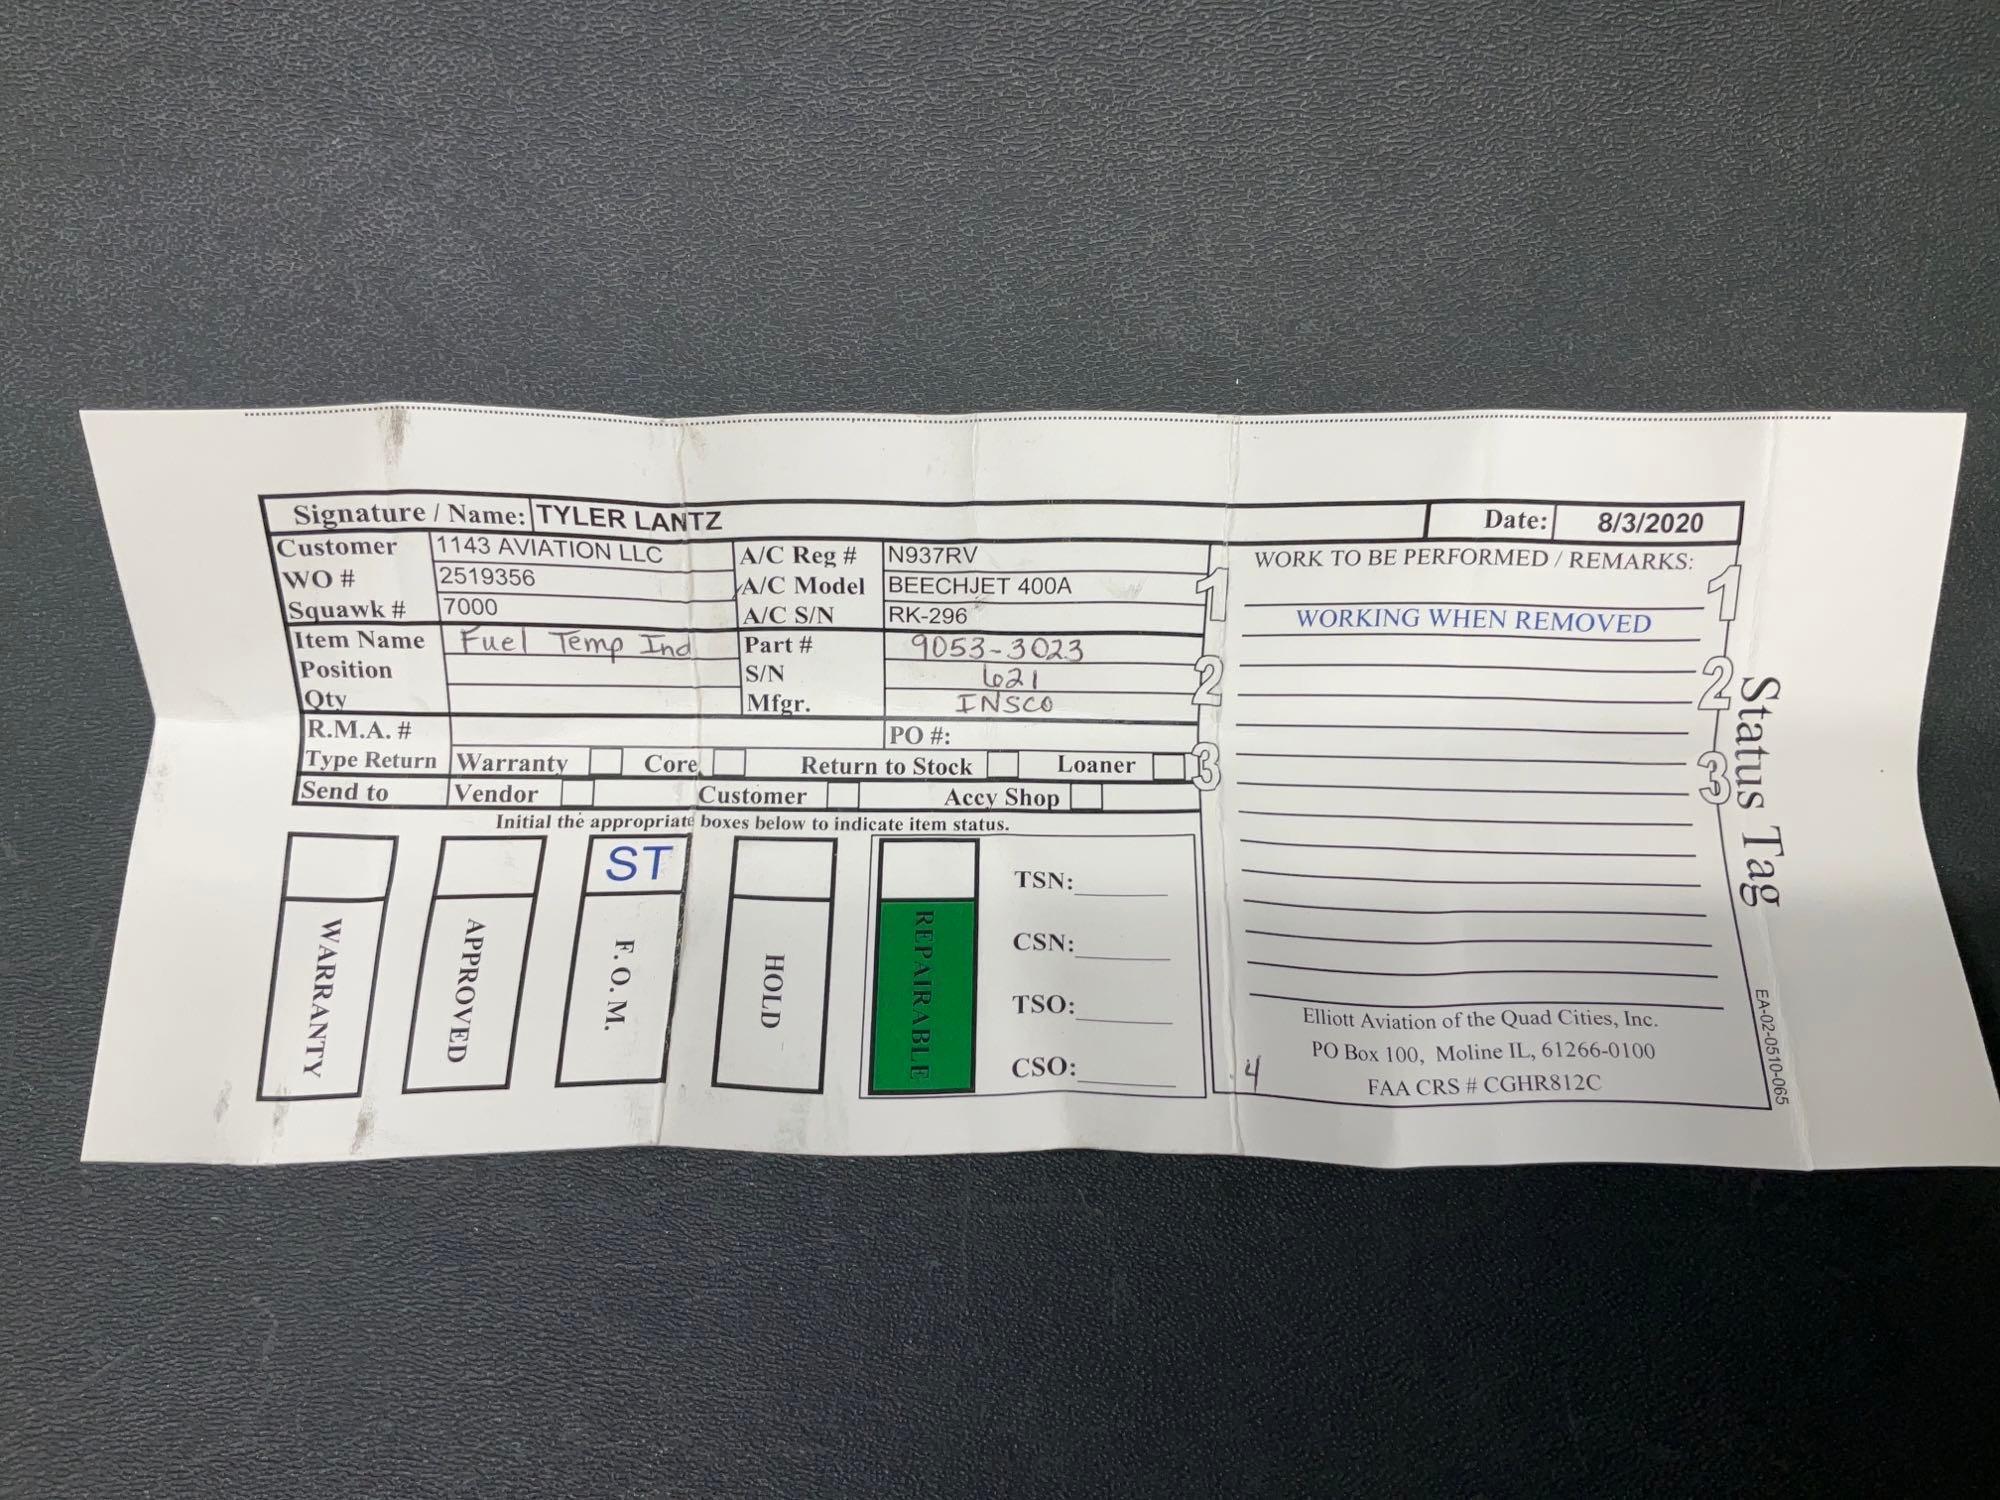 Signature / Name: TYLER LANTZ Date: 8/3/2020
Customer 1143 AVIATION LLC A/C Reg # N937RV
WO # 2519356 A/C Model BEECHJET 400A
Squawk # 7000 A/C S/N RK-296
Item Name Fuel Temp Ind Part # 9053-3023
Position S/N 621
Qty Mfgr. INSCO
R.M.A. # PO #:
Type Return Warranty Core Return to Stock Loaner
Send to Vendor Customer Accy Shop
Initial the appropriate boxes below to indicate item status.
WARRANTY
APPROVED
ST
F.O.M.
HOLD
REPAIRABLE
TSN:
CSN:
TSO:
CSO:
1
2
3
WORK TO BE PERFORMED / REMARKS:
WORKING WHEN REMOVED
Elliott Aviation of the Quad Cities, Inc.
PO Box 100, Moline IL, 61266-0100
FAA CRS # CGHR812C
4
1
2
3
Status Tag
EA-02-0510-065